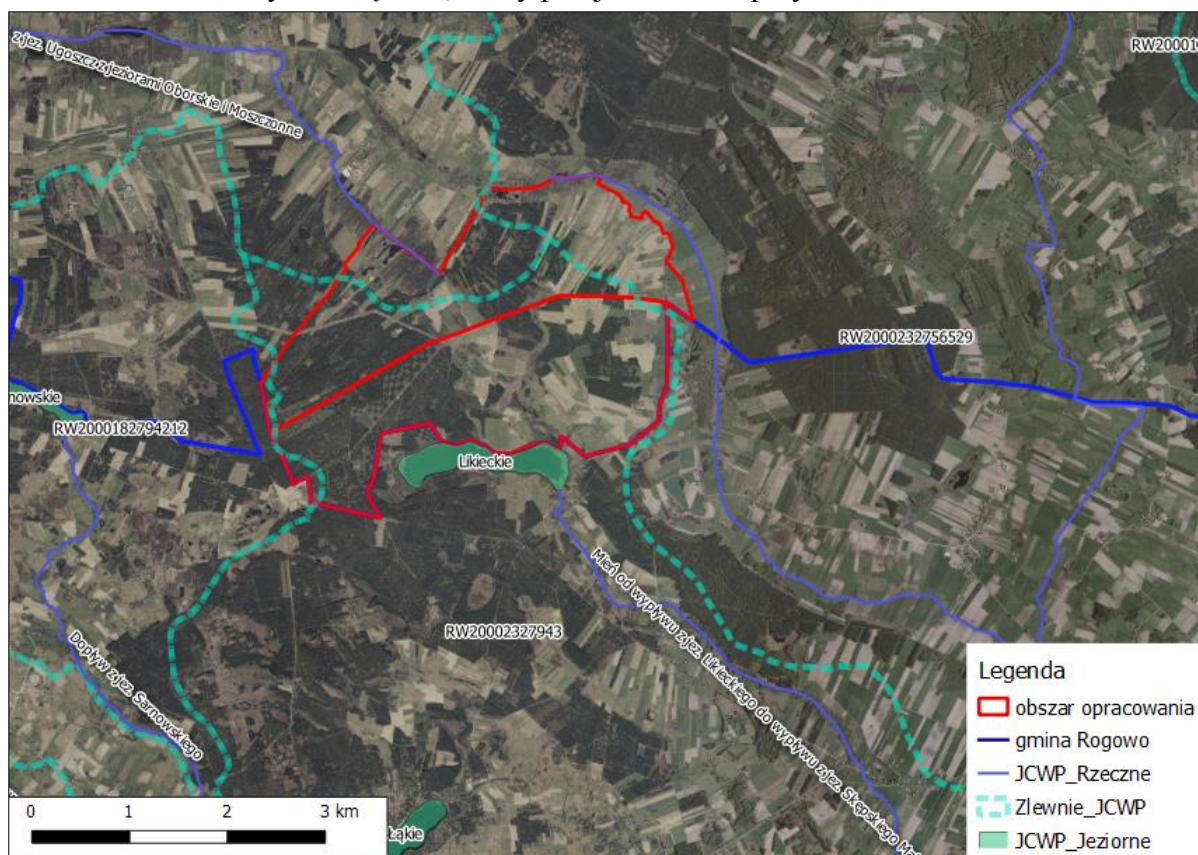 z jez. Ugoszcz z jeziorami Oborskie i Moszczonne
RW20001
RW2000232756529
nowskie
RW2000182794212
Likieckie
Mień od wypływu z jez. Likieckiego do wypływu z jez. Skępskiego Ma
RW20002327943
Dopływ z jez. Sarnowskiego
Łąkie
0 1 2 3 km
Legenda
obszar opracowania
gmina Rogowo
JCWP_Rzeczne
Zlewnie_JCWP
JCWP_Jeziorne